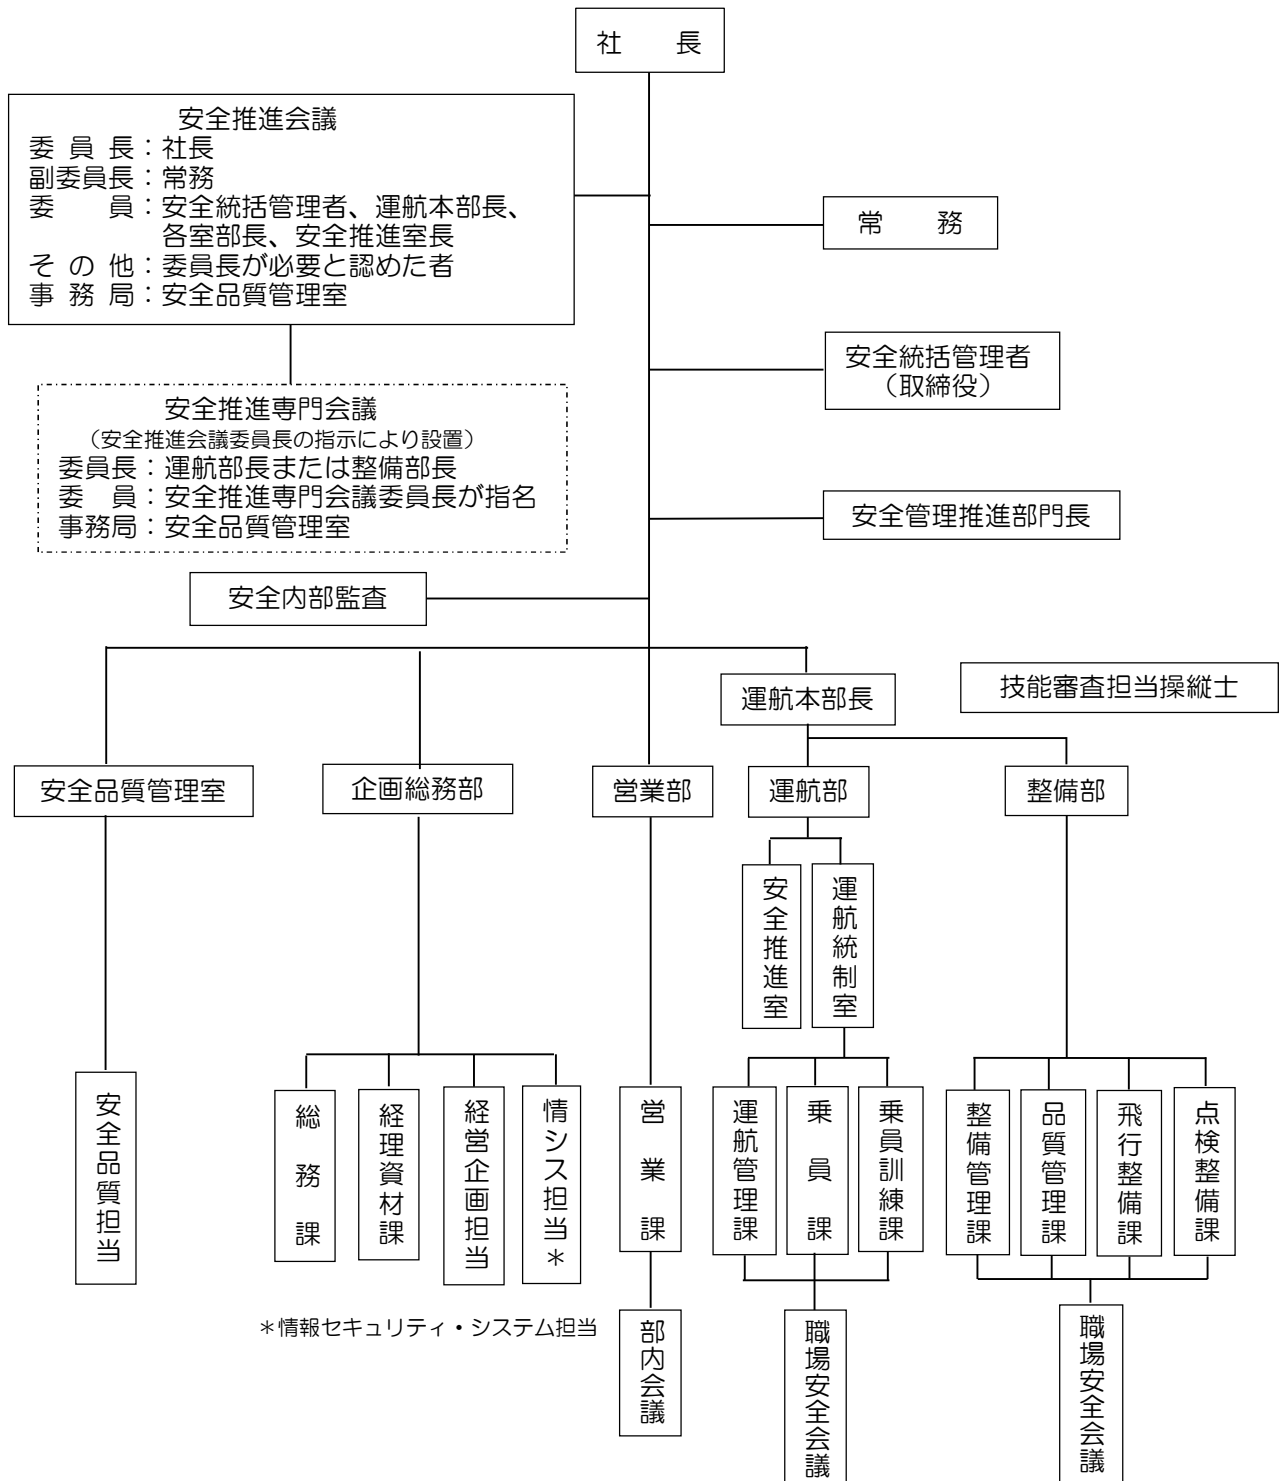 社　長
安全推進会議
委 員 長：社長
副委員長：常務
委　　員：安全統括管理者、運航本部長、
各室部長、安全推進室長
そ の 他：委員長が必要と認めた者
事 務 局：安全品質管理室
常　務
安全統括管理者
（取締役）
安全推進専門会議
（安全推進会議委員長の指示により設置）
委員長：運航部長または整備部長
委　員：安全推進専門会議委員長が指名
事務局：安全品質管理室
安全管理推進部門長
安全内部監査
運航本部長
技能審査担当操縦士
安全品質管理室
企画総務部
営業部
運航部
整備部
安全推進室
運航統制室
安全品質担当
総務課
経理資材課
経営企画担当
情シス担当＊
営業課
運航管理課
乗員課
乗員訓練課
整備管理課
品質管理課
飛行整備課
点検整備課
＊情報セキュリティ・システム担当
部内会議
職場安全会議
職場安全会議